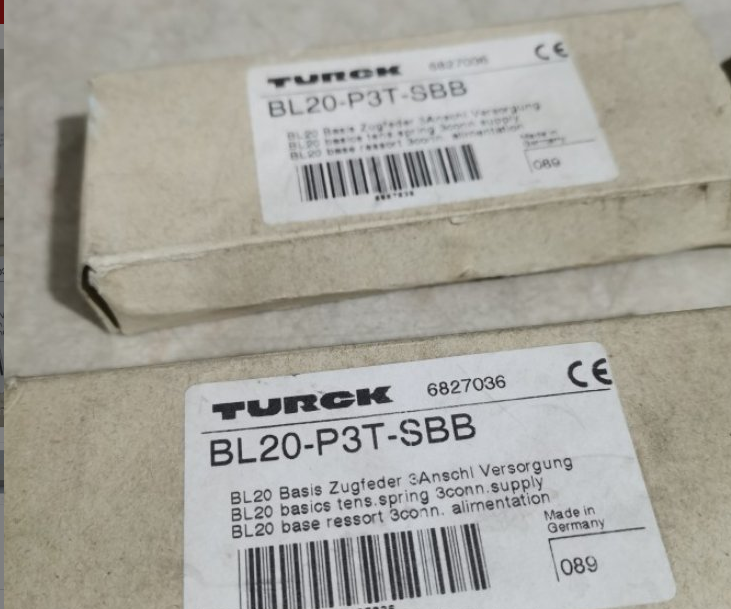 TURCK 6827036 CE
BL20-P3T-SBB
BL20 Basis Zugfeder 3Anschl Versorgung
BL20 basics tens.spring 3conn.supply
BL20 base ressort 3conn. alimentation
Made in
Germany
089
TURCK 6827036 CE
BL20-P3T-SBB
BL20 Basis Zugfeder 3Anschl Versorgung
BL20 basics tens.spring 3conn.supply
BL20 base ressort 3conn. alimentation
Made in
Germany
089